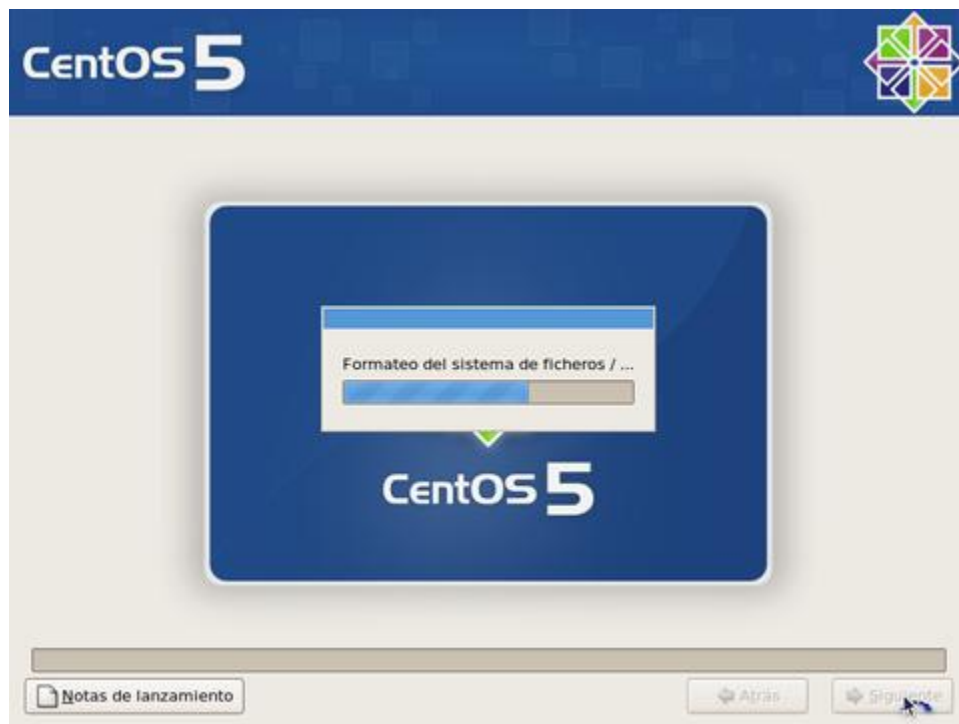 CentOS 5
Formateo del sistema de ficheros / ...
CentOS 5
Notas de lanzamiento
Atrás
Siguiente